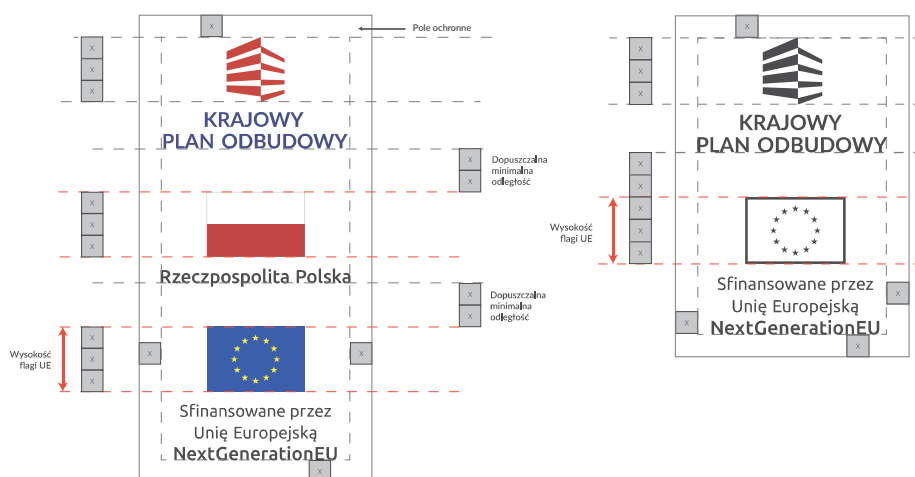 x
Pole ochronne
x
x
x
KRAJOWY
PLAN ODBUDOWY
x
x
Dopuszczalna
minimalna
odległość
x
x
x
Rzeczpospolita Polska
x
x
Dopuszczalna
minimalna
odległość
Wysokość
flagi UE
x
x
x
x
x
Sfinansowane przez
Unię Europejską
NextGenerationEU
x
x
x
x
x
KRAJOWY
PLAN ODBUDOWY
x
x
x
x
x
Wysokość
flagi UE
Sfinansowane przez
Unię Europejską
NextGenerationEU
x
x
x